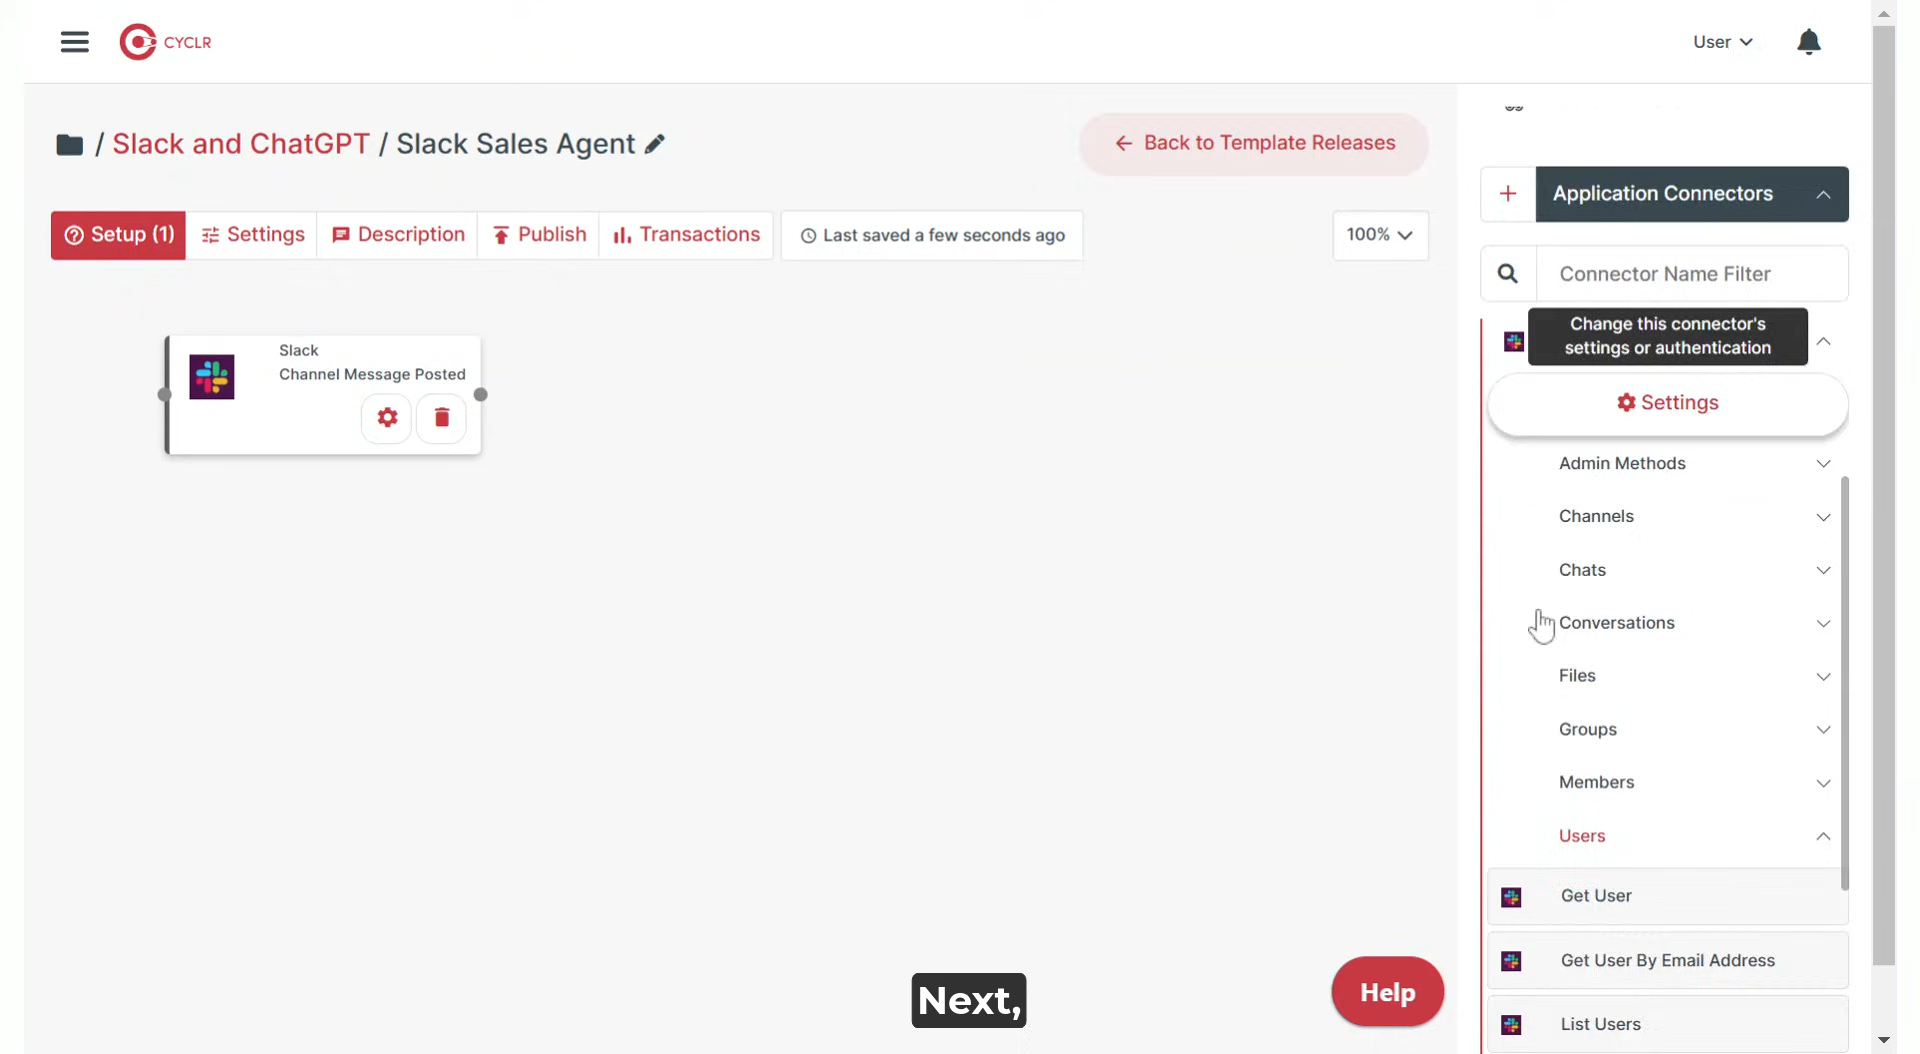 CYCLR
User
/ Slack and ChatGPT / Slack Sales Agent
Back to Template Releases
Setup (1)
Settings
Description
Publish
Transactions
Last saved a few seconds ago
100%
Slack
Channel Message Posted
Application Connectors
Connector Name Filter
Change this connector's
settings or authentication
Settings
Admin Methods
Channels
Chats
Conversations
Files
Groups
Members
Users
Get User
Get User By Email Address
List Users
Next,
Help